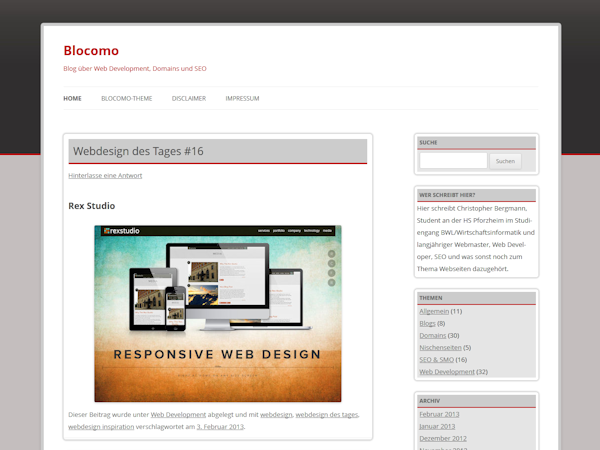 Blocomo
Blog über Web Development, Domains und SEO
HOME BLOCOMO-THEME DISCLAIMER IMPRESSUM
Webdesign des Tages #16
Hinterlasse eine Antwort
Rex Studio
rexstudio
services portfolio company technology media
RESPONSIVE WEB DESIGN
Dieser Beitrag wurde unter Web Development abgelegt und mit webdesign, webdesign des tages,
webdesign inspiration verschlagwortet am 3. Februar 2013.
SUCHE
Suchen
WER SCHREIBT HIER?
Hier schreibt Christopher Bergmann,
Student an der HS Pforzheim im Studi-
engang BWL/Wirtschaftsinformatik und
langjähriger Webmaster, Web Devel-
oper, SEO und was sonst noch zum
Thema Webseiten dazugehört.
THEMEN
Allgemein (11)
Blogs (8)
Domains (30)
Nischenseiten (5)
SEO & SMO (16)
Web Development (32)
ARCHIV
Februar 2013
Januar 2013
Dezember 2012